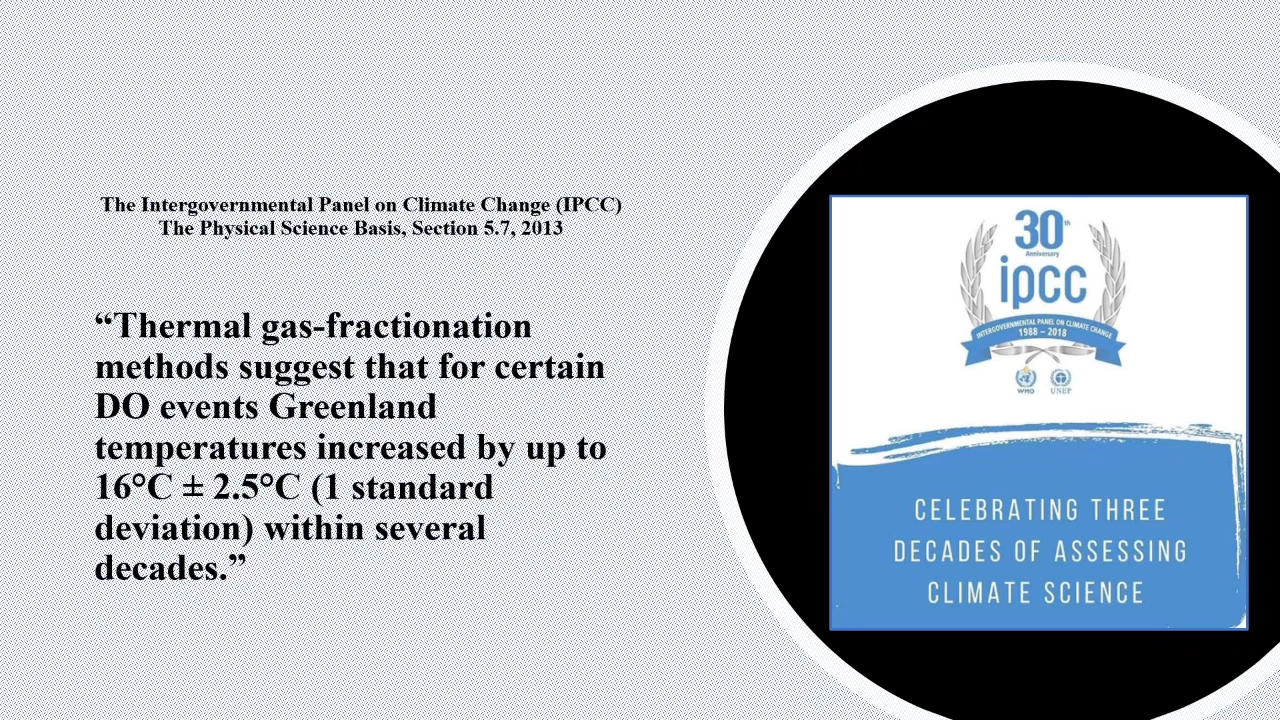 The Intergovernmental Panel on Climate Change (IPCC)
The Physical Science Basis, Section 5.7, 2013
“Thermal gas-fractionation
methods suggest that for certain
DO events Greenland
temperatures increased by up to
16°C ± 2.5°C (1 standard
deviation) within several
decades.”
30th
Anniversary
ipcc
INTERGOVERNMENTAL PANEL ON CLIMATE CHANGE
1988 – 2018
WMO UNEP
CELEBRATING THREE
DECADES OF ASSESSING
CLIMATE SCIENCE